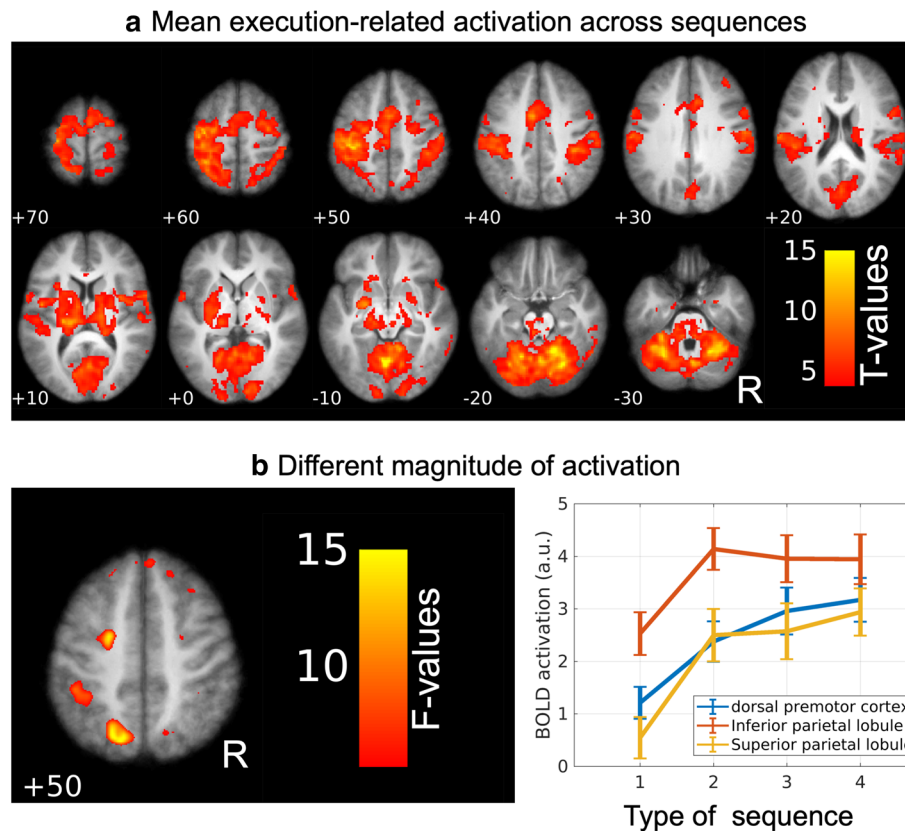 a Mean execution-related activation across sequences
+70
+60
+50
+40
+30
+20
+10
+0
-10
-20
-30
R
15
10
5
T-values
b Different magnitude of activation
+50
R
15
10
F-values
5
4
3
2
1
0
BOLD activation (a.u.)
dorsal premotor cortex
Inferior parietal lobule
Superior parietal lobule
1
2
3
4
Type of sequence